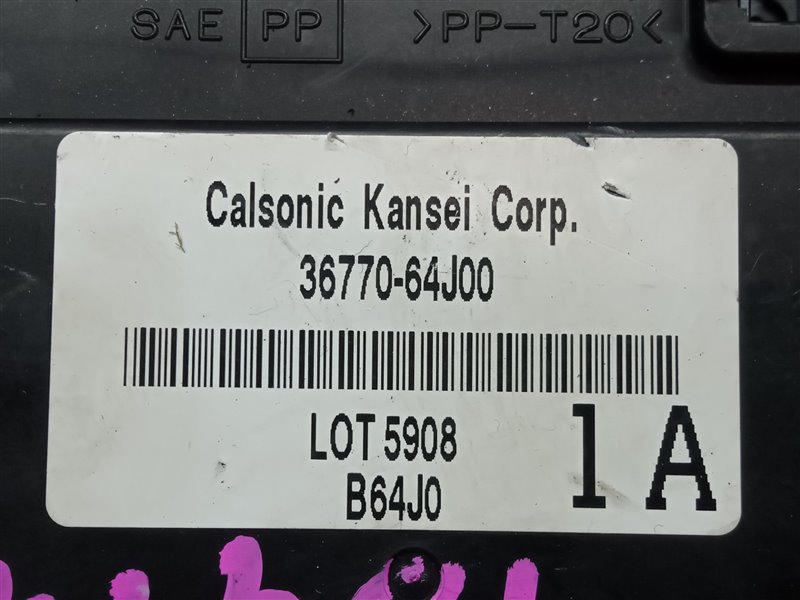 SAE PP >PP-T20<
Calsonic Kansei Corp.
36770-64J00
LOT 5908
B64J0
1A